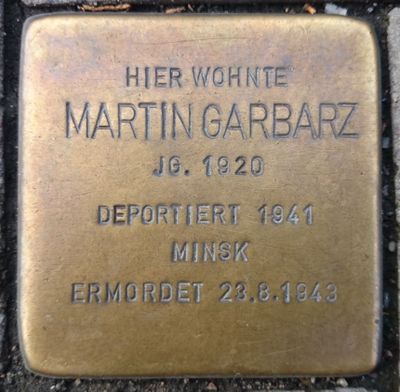 HIER WOHNTE
MARTIN GARBARZ
JG. 1920
DEPORTIERT 1941
MINSK
ERMORDET 23.8.1943